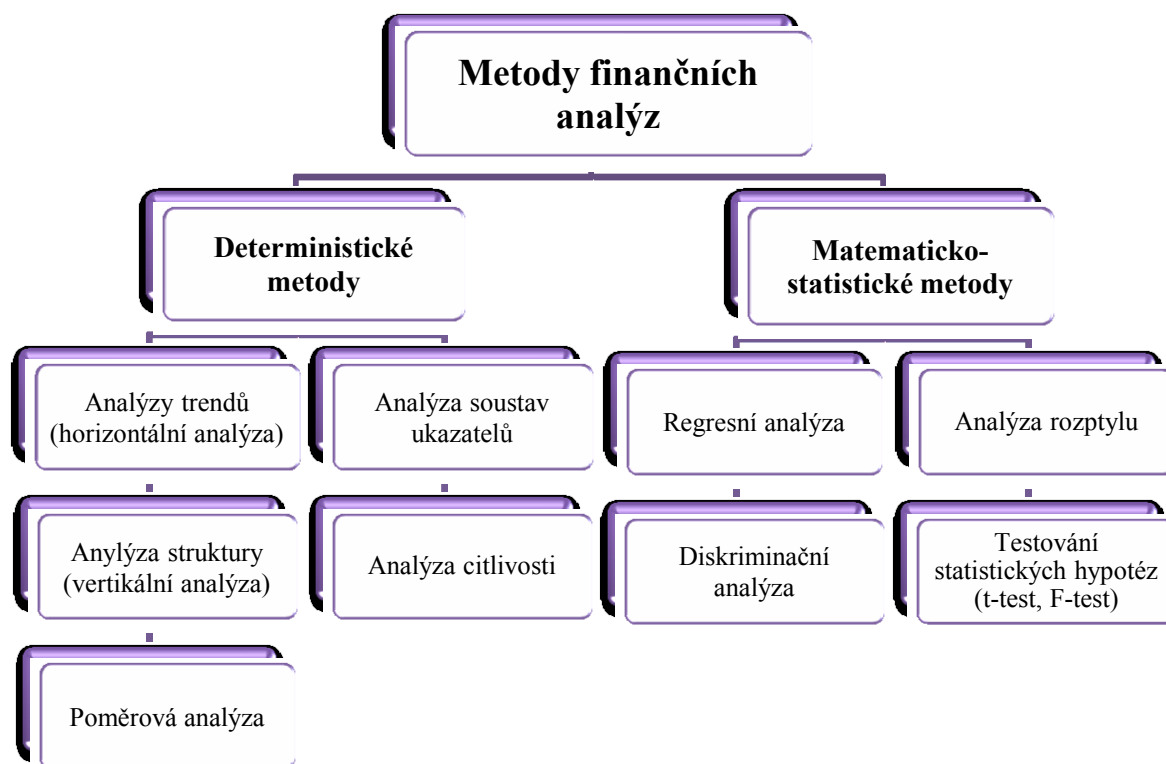 Metody finančních
analýz
Deterministické
metody
Matematicko-
statistické metody
Analýzy trendů
(horizontální analýza)
Analýza soustav
ukazatelů
Regresní analýza
Analýza rozptylu
Anylýza struktury
(vertikální analýza)
Analýza citlivosti
Diskriminační
analýza
Testování
statistických hypotéz
(t-test, F-test)
Poměrová analýza